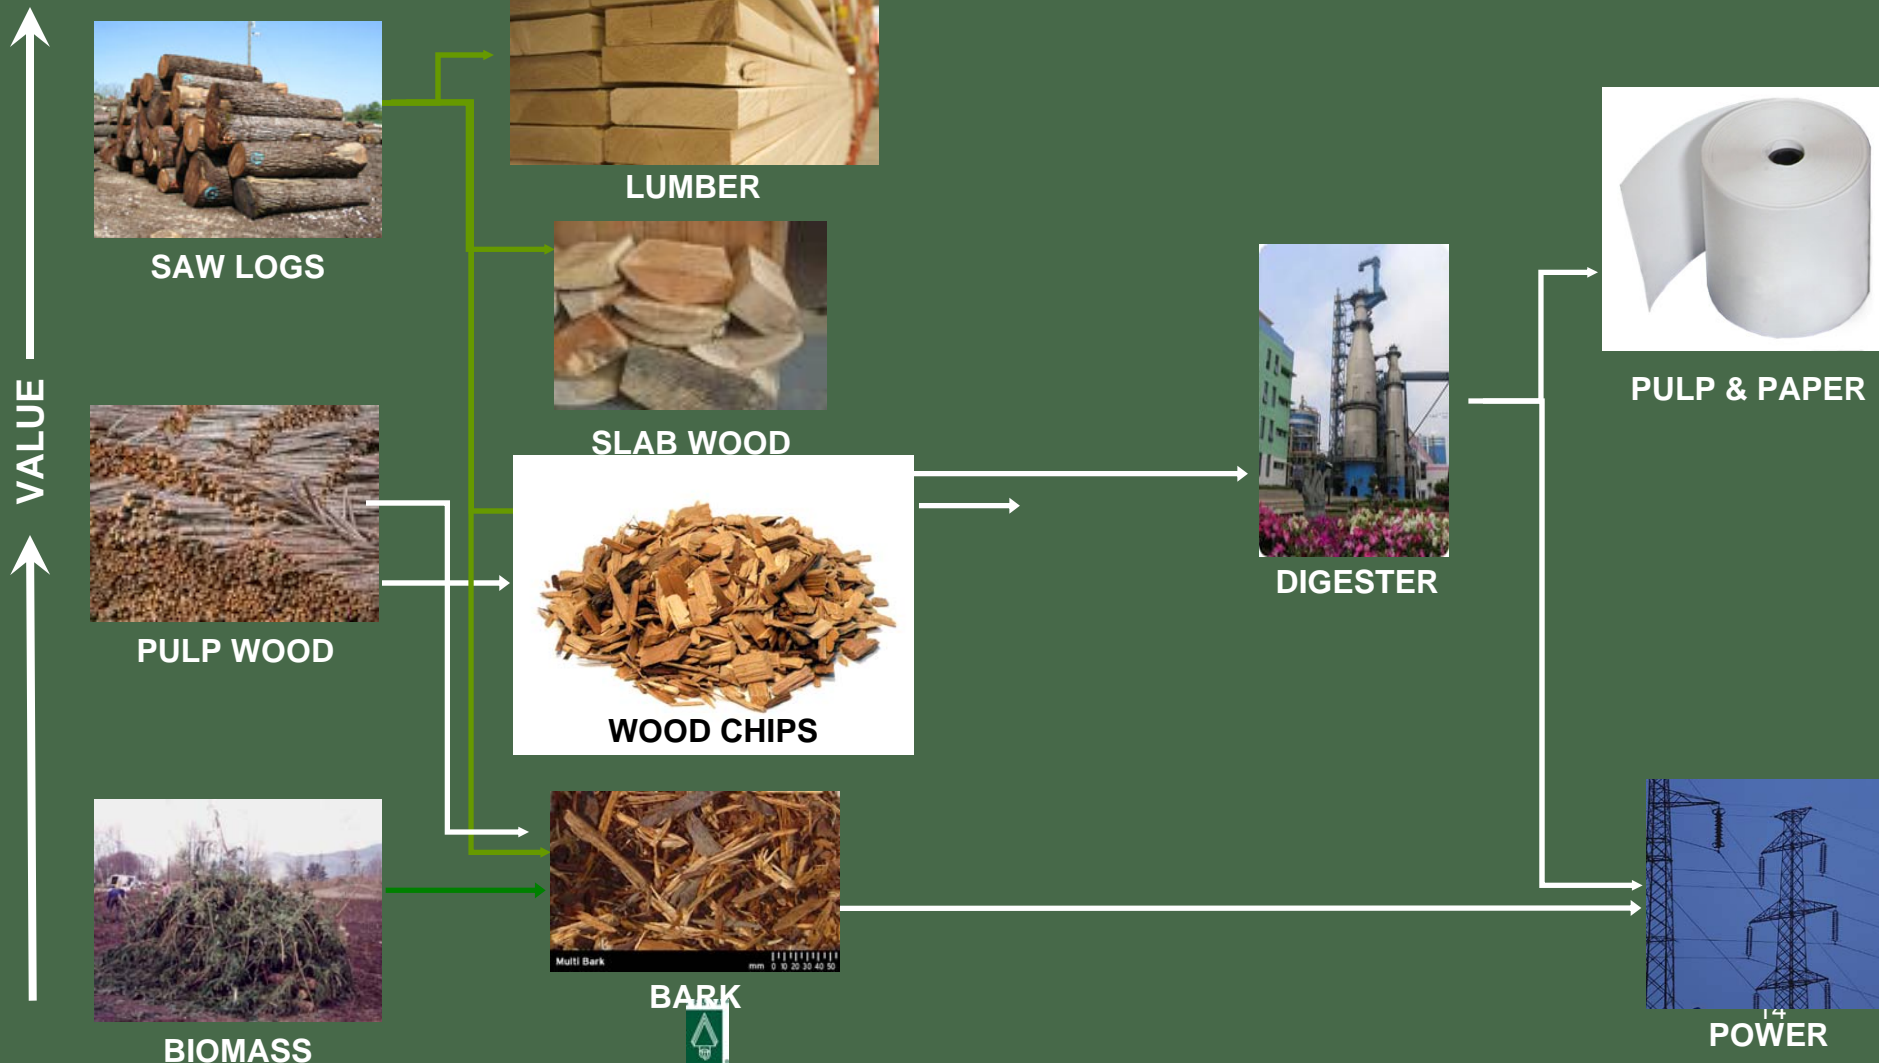 LUMBER
SAW LOGS
SLAB WOOD
PULP & PAPER
VALUE
DIGESTER
PULP WOOD
WOOD CHIPS
Multi Bark
mm 0 10 20 30 40 50
BARK
14
POWER
BIOMASS